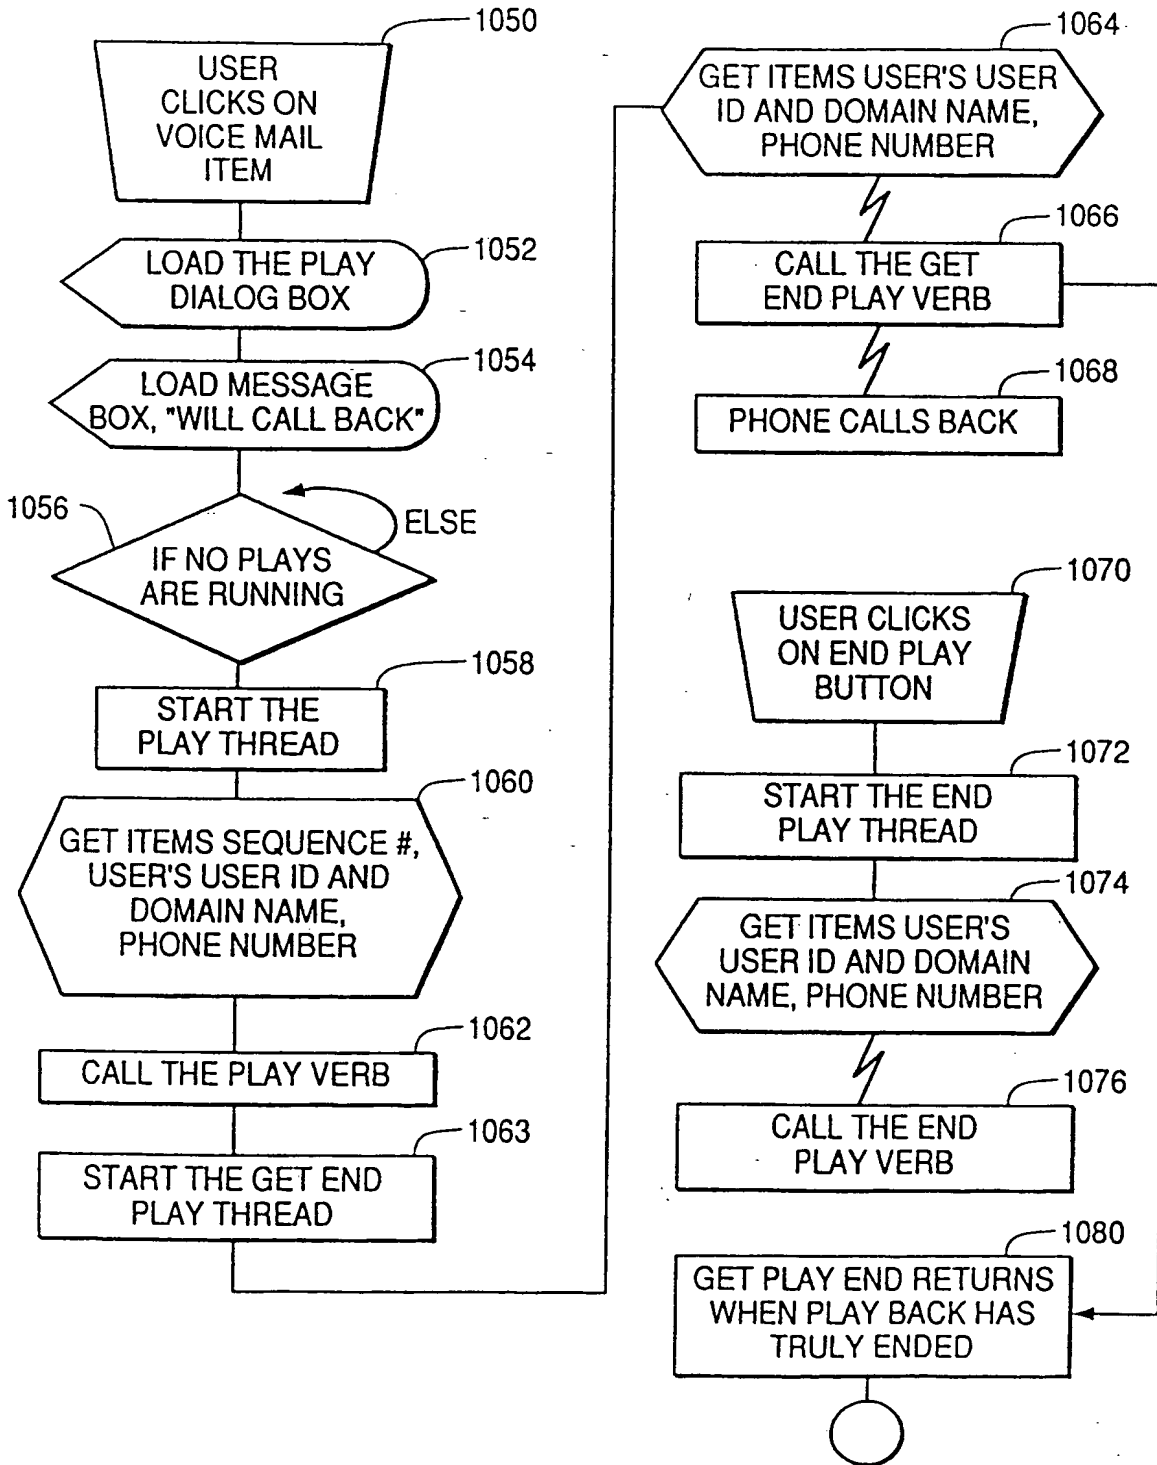 1050
USER
CLICKS ON
VOICE MAIL
ITEM
1052
LOAD THE PLAY
DIALOG BOX
1054
LOAD MESSAGE
BOX, "WILL CALL BACK"
1056
ELSE
IF NO PLAYS
ARE RUNNING
1058
START THE
PLAY THREAD
1060
GET ITEMS SEQUENCE #,
USER'S USER ID AND
DOMAIN NAME,
PHONE NUMBER
1062
CALL THE PLAY VERB
1063
START THE GET END
PLAY THREAD
1064
GET ITEMS USER'S USER
ID AND DOMAIN NAME,
PHONE NUMBER
1066
CALL THE GET
END PLAY VERB
1068
PHONE CALLS BACK
1070
USER CLICKS
ON END PLAY
BUTTON
1072
START THE END
PLAY THREAD
1074
GET ITEMS USER'S
USER ID AND DOMAIN
NAME, PHONE NUMBER
1076
CALL THE END
PLAY VERB
1080
GET PLAY END RETURNS
WHEN PLAY BACK HAS
TRULY ENDED